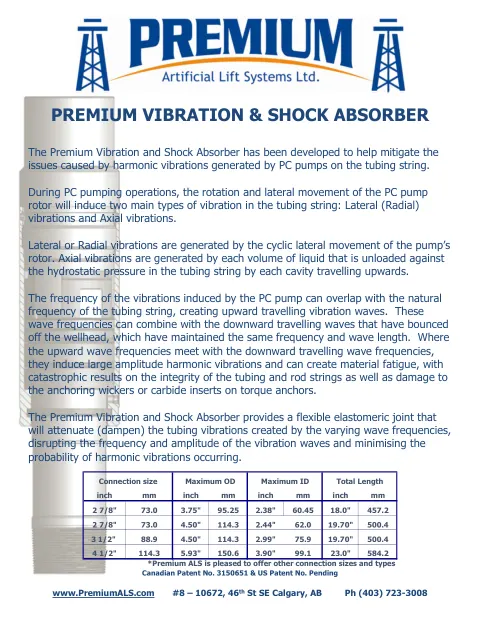 PREMIUM
Artificial Lift Systems Ltd.
PREMIUM VIBRATION & SHOCK ABSORBER
The Premium Vibration and Shock Absorber has been developed to help mitigate the
issues caused by harmonic vibrations generated by PC pumps on the tubing string.
During PC pumping operations, the rotation and lateral movement of the PC pump
rotor will induce two main types of vibration in the tubing string: Lateral (Radial)
vibrations and Axial vibrations.
Lateral or Radial vibrations are generated by the cyclic lateral movement of the pump's
rotor. Axial vibrations are generated by each volume of liquid that is unloaded against
the hydrostatic pressure in the tubing string by each cavity travelling upwards.
The frequency of the vibrations induced by the PC pump can overlap with the natural
frequency of the tubing string, creating upward travelling vibration waves. These
wave frequencies can combine with the downward travelling waves that have bounced
off the wellhead, which have maintained the same frequency and wave length. Where
the upward wave frequencies meet with the downward travelling wave frequencies,
they induce large amplitude harmonic vibrations and can create material fatigue, with
catastrophic results on the integrity of the tubing and rod strings as well as damage to
the anchoring wickers or carbide inserts on torque anchors.
The Premium Vibration and Shock Absorber provides a flexible elastomeric joint that
will attenuate (dampen) the tubing vibrations created by the varying wave frequencies,
disrupting the frequency and amplitude of the vibration waves and minimising the
probability of harmonic vibrations occurring.
Connection size Maximum OD Maximum ID Total Length
inch mm inch mm inch mm inch mm
2 7/8" 73.0 3.75" 95.25 2.38" 60.45 18.0" 457.2
2 7/8" 73.0 4.50" 114.3 2.44" 62.0 19.70" 500.4
3 1/2" 88.9 4.50" 114.3 2.99" 75.9 19.70" 500.4
4 1/2" 114.3 5.93" 150.6 3.90" 99.1 23.0" 584.2
*Premium ALS is pleased to offer other connection sizes and types
Canadian Patent No. 3150651 & US Patent No. Pending
www.PremiumALS.com #8 – 10672, 46th St SE Calgary, AB Ph (403) 723-3008